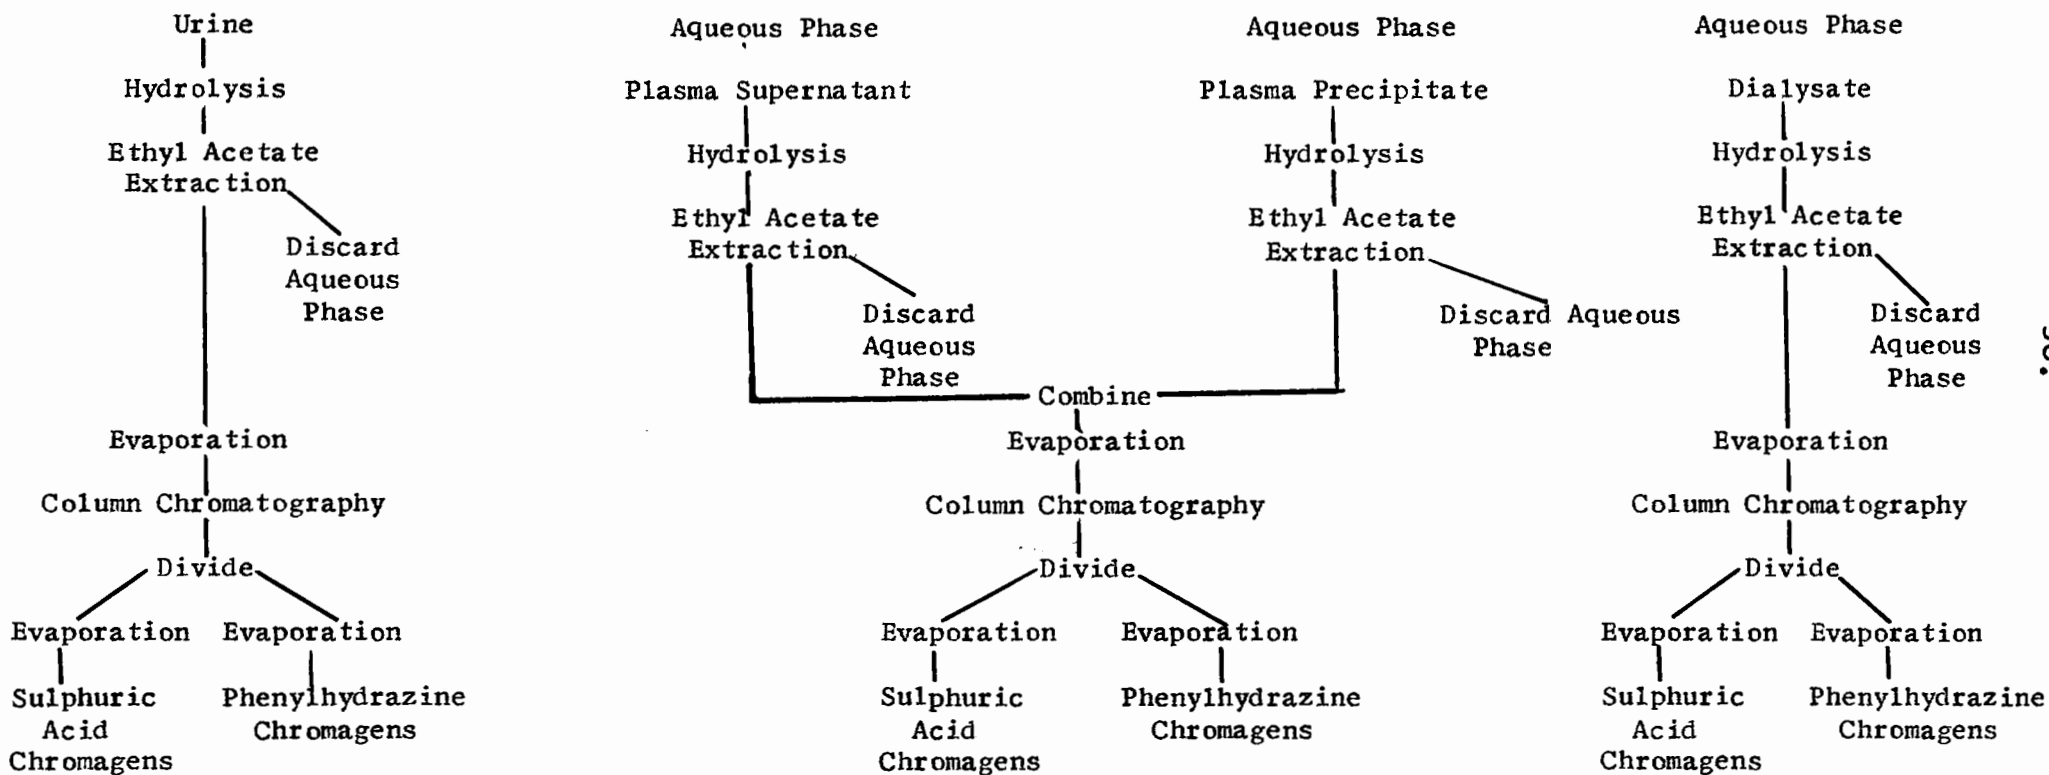 Urine
Hydrolysis
Ethyl Acetate
Extraction
Discard
Aqueous
Phase
Evaporation
Column Chromatography
Divide
Evaporation
Sulphuric
Acid
Chromagens
Evaporation
Phenylhydrazine
Chromagens
Aqueous Phase
Plasma Supernatant
Hydrolysis
Ethyl Acetate
Extraction
Discard
Aqueous
Phase
Aqueous Phase
Plasma Precipitate
Hydrolysis
Ethyl Acetate
Extraction
Discard Aqueous
Phase
Combine
Evaporation
Column Chromatography
Divide
Evaporation
Sulphuric
Acid
Chromagens
Evaporation
Phenylhydrazine
Chromagens
Aqueous Phase
Dialysate
Hydrolysis
Ethyl Acetate
Extraction
Discard
Aqueous
Phase
Evaporation
Column Chromatography
Divide
Evaporation
Sulphuric
Acid
Chromagens
Evaporation
Phenylhydrazine
Chromagens